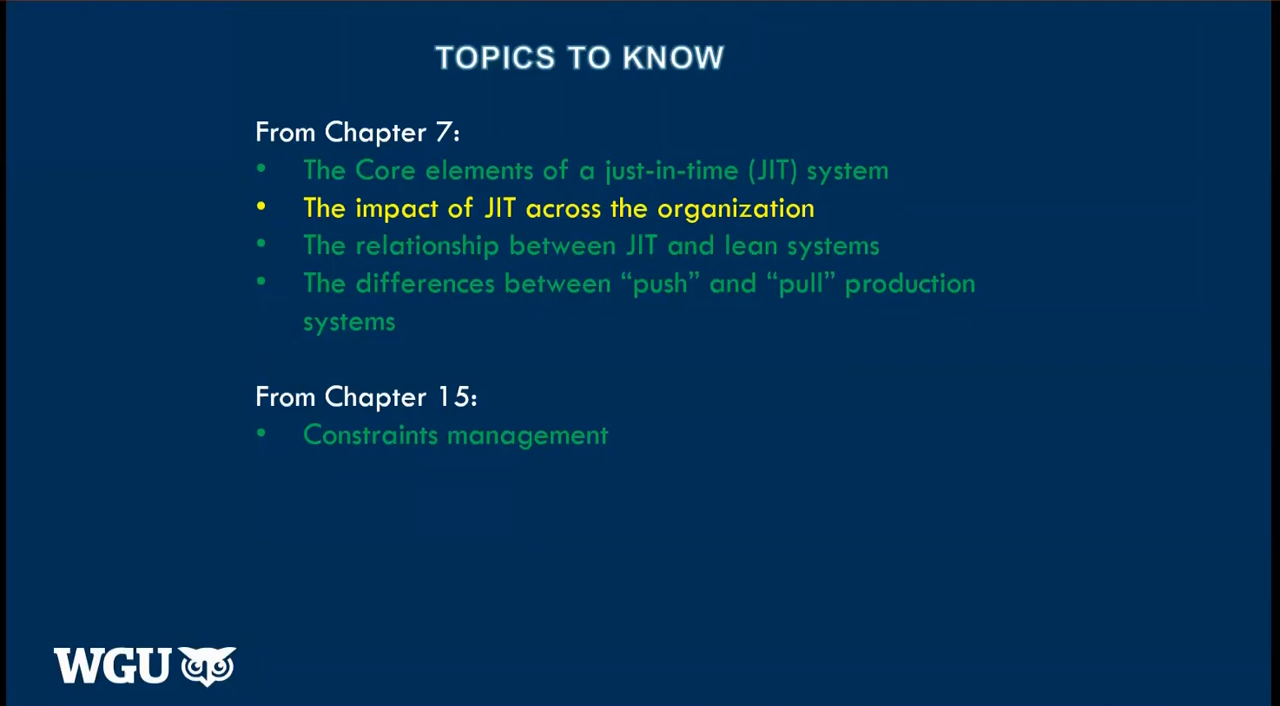 TOPICS TO KNOW
From Chapter 7:
• The Core elements of a just-in-time (JIT) system
• The impact of JIT across the organization
• The relationship between JIT and lean systems
• The differences between “push” and “pull” production
systems
From Chapter 15:
• Constraints management
WGU